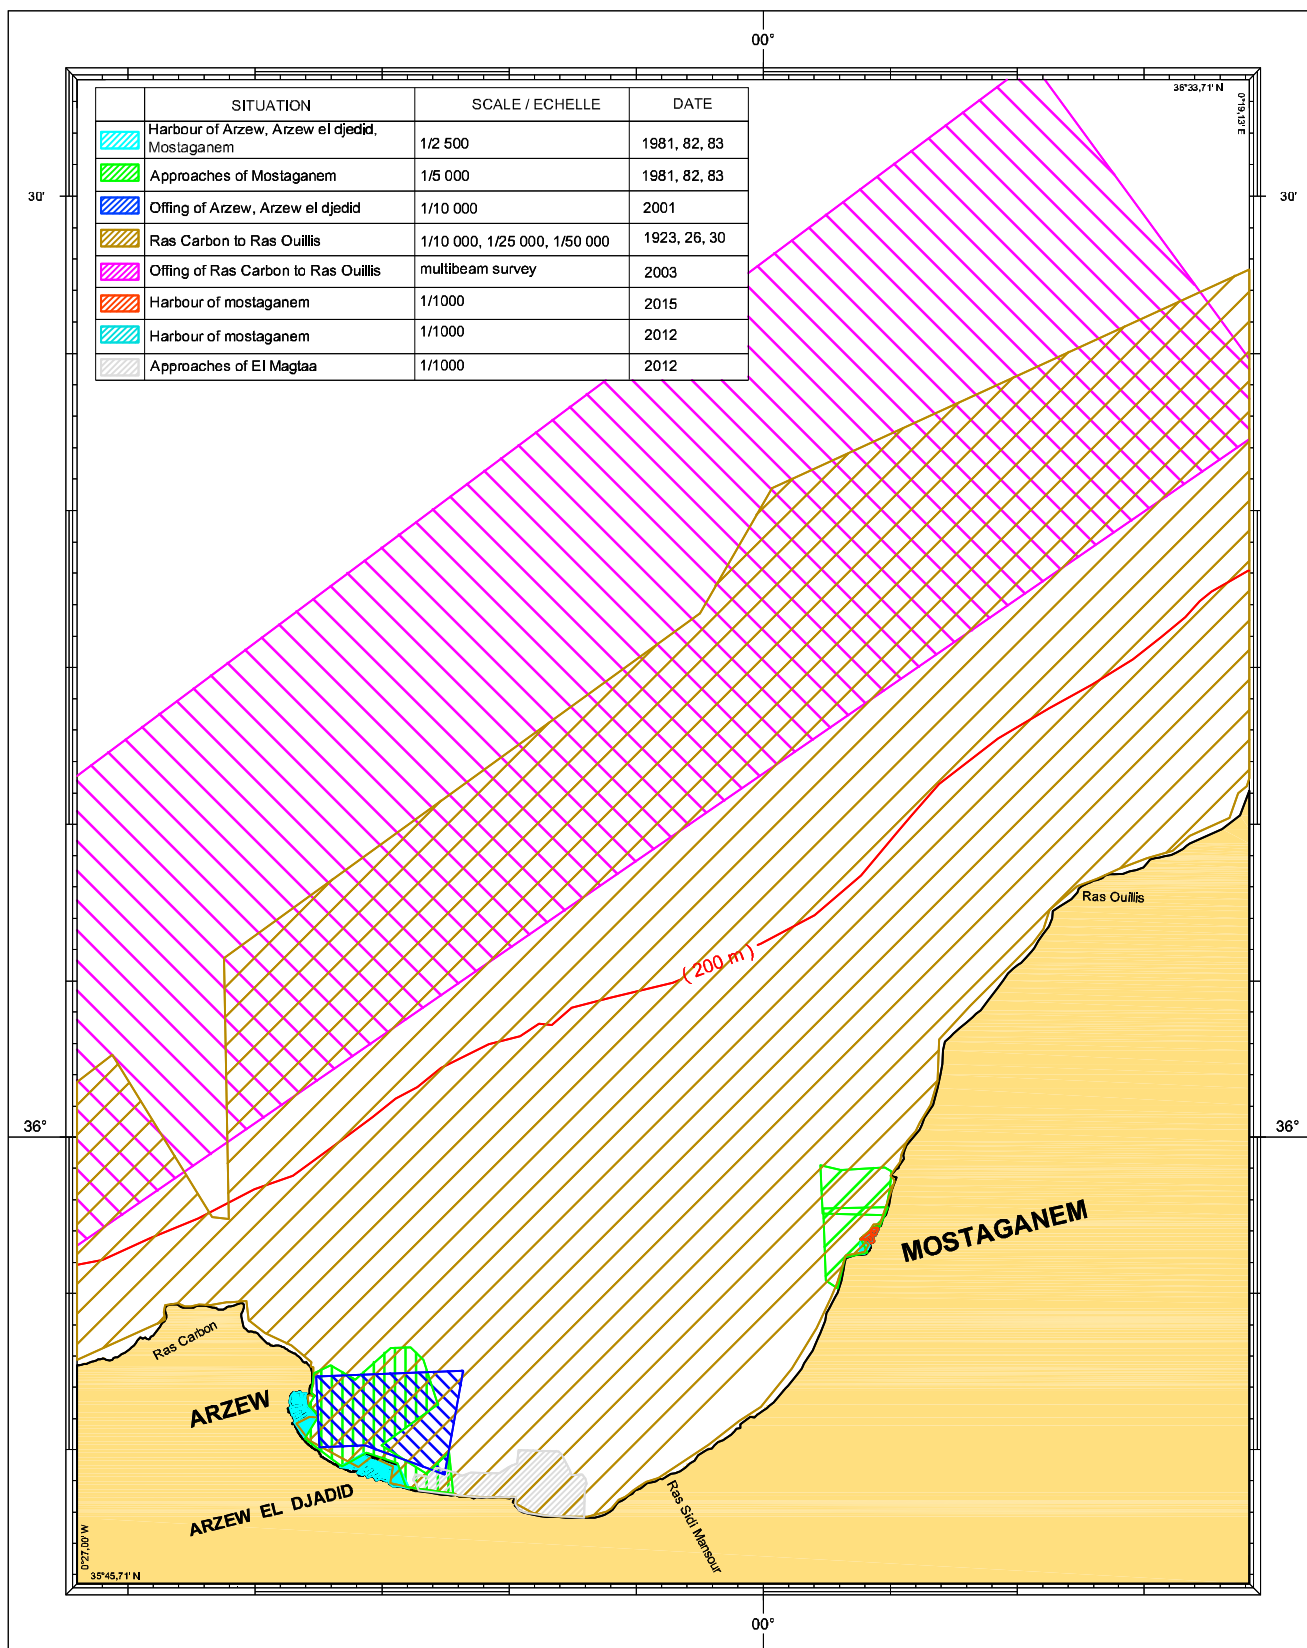 00°
36°33,71' N
0°19,13' E
SITUATION SCALE / ECHELLE DATE
Harbour of Arzew, Arzew el djedid,
Mostaganem 1/2 500 1981, 82, 83
Approaches of Mostaganem 1/5 000 1981, 82, 83
Offing of Arzew, Arzew el djedid 1/10 000 2001
Ras Carbon to Ras Ouillis 1/10 000, 1/25 000, 1/50 000 1923, 26, 30
Offing of Ras Carbon to Ras Ouillis multibeam survey 2003
Harbour of mostaganem 1/1000 2015
Harbour of mostaganem 1/1000 2012
Approaches of El Magtaa 1/1000 2012
30' 30'
Ras Ouillis
( 200 m )
36° 36°
MOSTAGANEM
Ras Carbon
ARZEW
ARZEW EL DJADID
Ras Sidi Mansour
0°27,00' W
35°45,71' N
00°